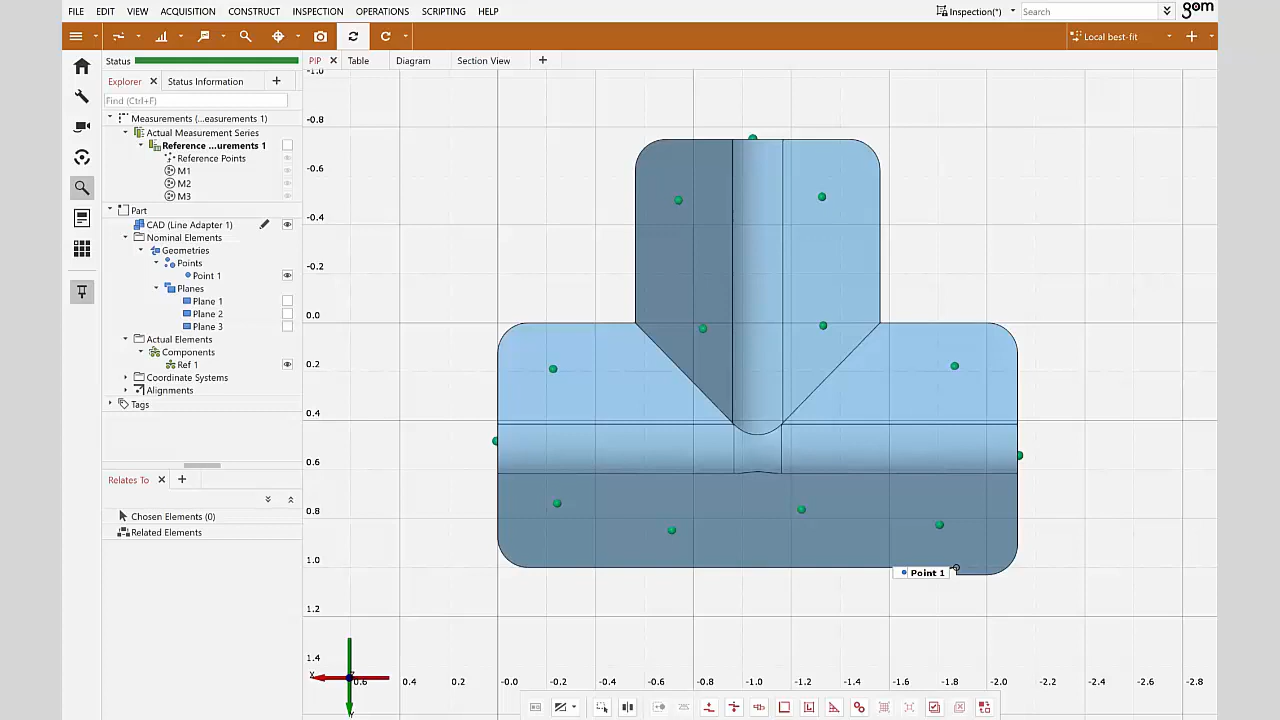 FILE EDIT VIEW ACQUISITION CONSTRUCT INSPECTION OPERATIONS SCRIPTING HELP Inspection(*) Search gom
Local best-fit
Status PIP Table Diagram Section View
Explorer Status Information
Find (Ctrl+F)
Measurements (...easurements 1)
Actual Measurement Series
Reference ...urements 1
Reference Points
M1
M2
M3
Part
CAD (Line Adapter 1)
Nominal Elements
Geometries
Points
Point 1
Planes
Plane 1
Plane 2
Plane 3
Actual Elements
Components
Ref 1
Coordinate Systems
Alignments
Tags
Relates To
Chosen Elements (0)
Related Elements
-1.0
-0.8
-0.6
-0.4
-0.2
0.0
0.2
0.4
0.6
0.8
1.0
1.2
1.4
Point 1
X
Y
0.6 0.4 0.2 -0.0 -0.2 -0.4 -0.6 -0.8 -1.0 -1.2 -1.4 -1.6 -1.8 -2.0 -2.2 -2.4 -2.6 -2.8